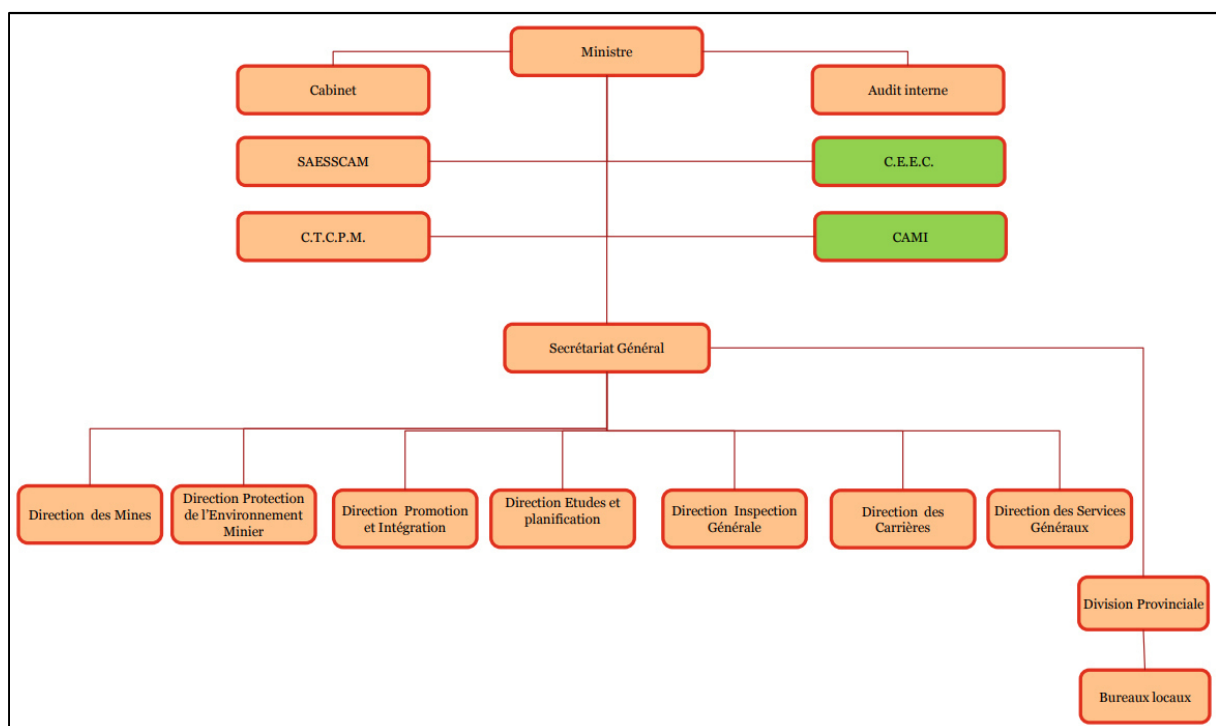 Ministre
Cabinet
Audit interne
SAESSCAM
C.E.E.C.
C.T.C.P.M.
CAMI
Secrétariat Général
Direction des Mines
Direction Protection
de l'Environnement
Minier
Direction Promotion
et Intégration
Direction Etudes et
planification
Direction Inspection
Générale
Direction des
Carrières
Direction des Services
Généraux
Division Provinciale
Bureaux locaux